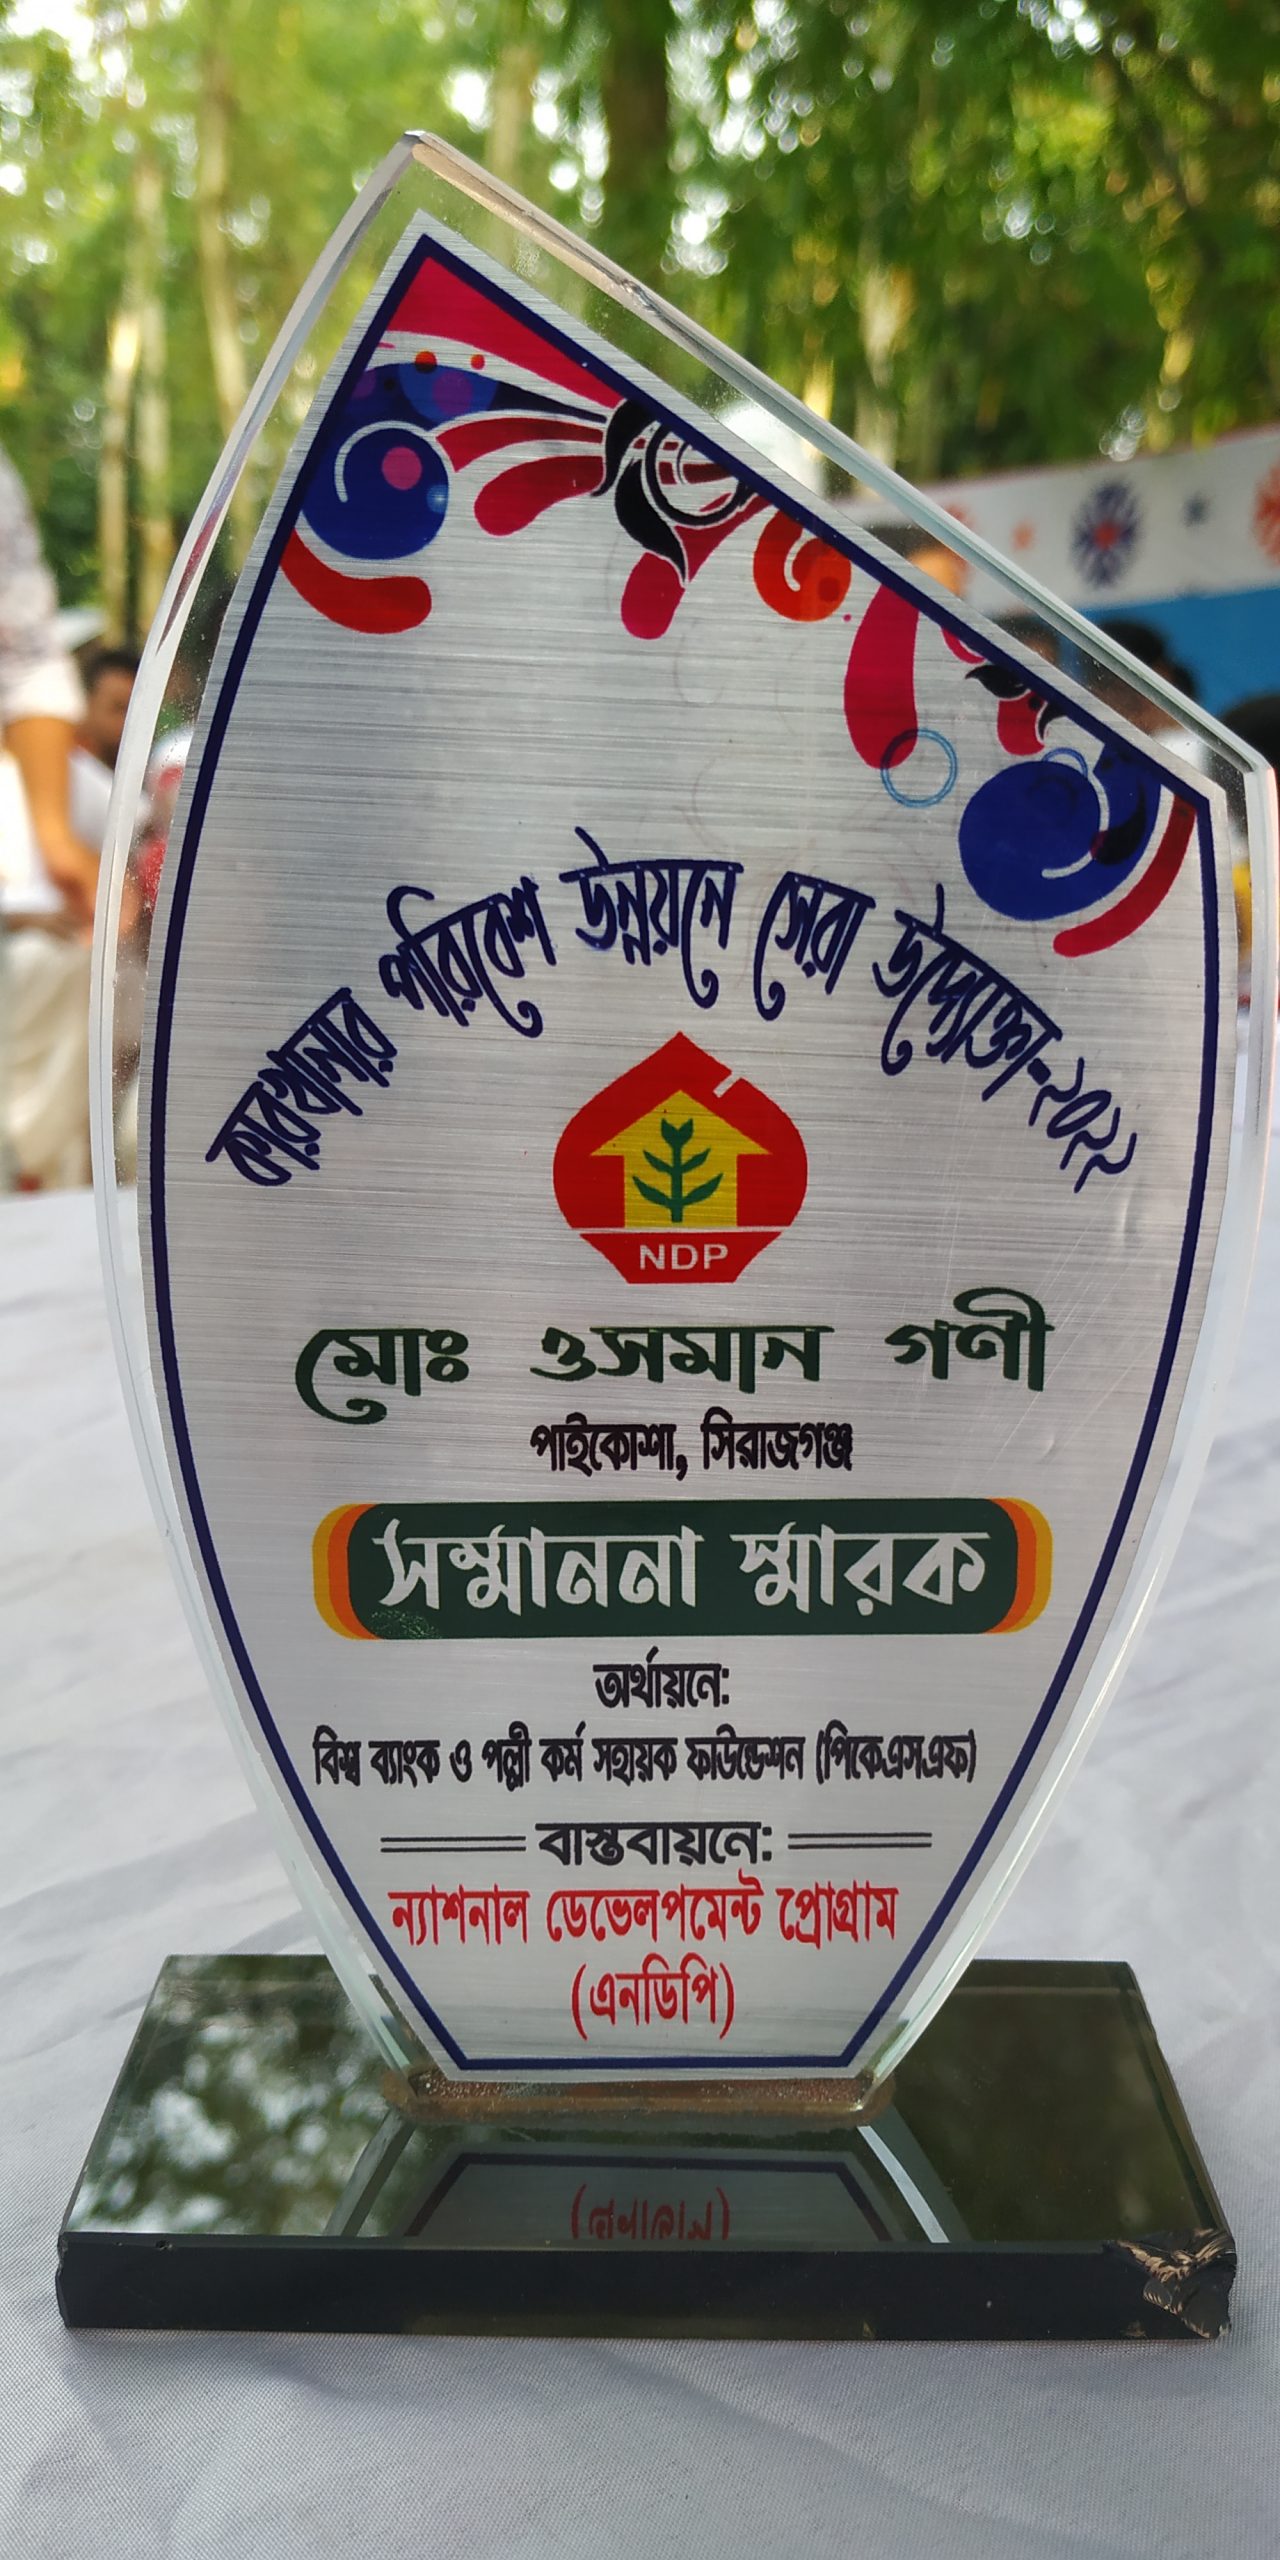 কারখানার পরিবেশ উন্নয়নে সেরা উদ্যোক্তা-২০২২
NDP
মোঃ ওসমান গণী
পাইকোশা, সিরাজগঞ্জ
সম্মাননা স্মারক
অর্থায়নে:
বিশ্ব ব্যাংক ও পল্লী কর্ম সহায়ক ফাউন্ডেশন (পিকেএসএফ)
বাস্তবায়নে:
ন্যাশনাল ডেভেলপমেন্ট প্রোগ্রাম
(এনডিপি)